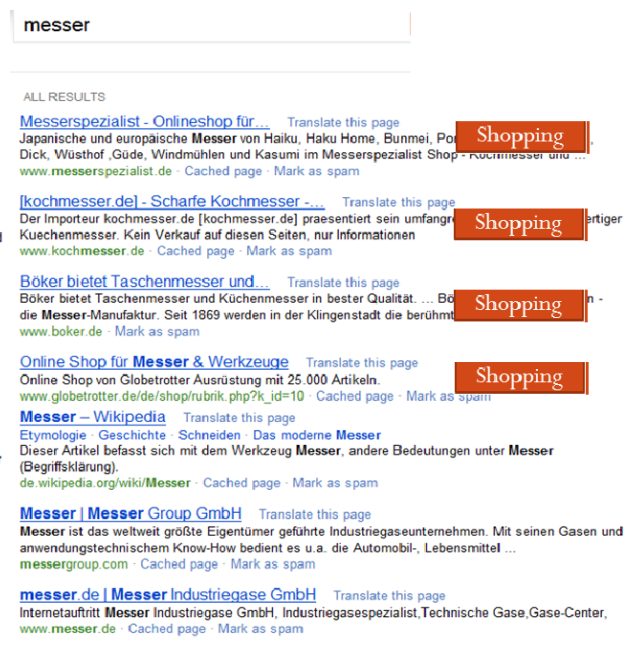 messer
ALL RESULTS
Messerspezialist - Onlineshop für... Translate this page
Japanische und europäische Messer von Haiku, Haku Home, Bunmei, Shopping ,
Dick, Wüsthof ,Güde, Windmühlen und Kasumi im Messerspezialist Shop - Kochmesser und ...
www.messerspezialist.de - Cached page - Mark as spam
[kochmesser.de] - Scharfe Kochmesser -... Translate this page
Der Importeur kochmesser.de [kochmesser.de] praesentiert sein Shopping
Kuechenmesser. Kein Verkauf auf diesen Seiten, nur Informationen
www.kochmesser.de · Cached page · Mark as spam
Böker bietet Taschenmesser und... Translate this page
Böker bietet Taschenmesser und Küchenmesser in bester Qualität. ... Shopping n -
die Messer-Manufaktur. Seit 1869 werden in der Klingenstadt die
www.boker.de · Mark as spam
Online Shop für Messer & Werkzeuge Translate this page
Online Shop von Globetrotter Ausrüstung mit 25.000 Artikeln. Shopping
www.globetrotter.de/de/shop/rubrik.php?k_id=10 · Cached page · Mark as spam
Messer – Wikipedia Translate this page
Etymologie · Geschichte · Schneiden · Das moderne Messer
Dieser Artikel befasst sich mit dem Werkzeug Messer, andere Bedeutungen unter Messer
(Begriffsklärung).
de.wikipedia.org/wiki/Messer · Cached page · Mark as spam
Messer | Messer Group GmbH Translate this page
Messer ist das weltweit größte Eigentümer geführte Industriegaseunternehmen. Mit seinen Gasen und
anwendungstechnischem Know-How bedient es u.a. die Automobil-, Lebensmittel ...
messergroup.com · Cached page · Mark as spam
messer.de | Messer Industriegase GmbH Translate this page
Internetauftritt Messer Industriegase GmbH, Industriegasespezialist,Technische Gase,Gase-Center,
www.messer.de · Cached page · Mark as spam